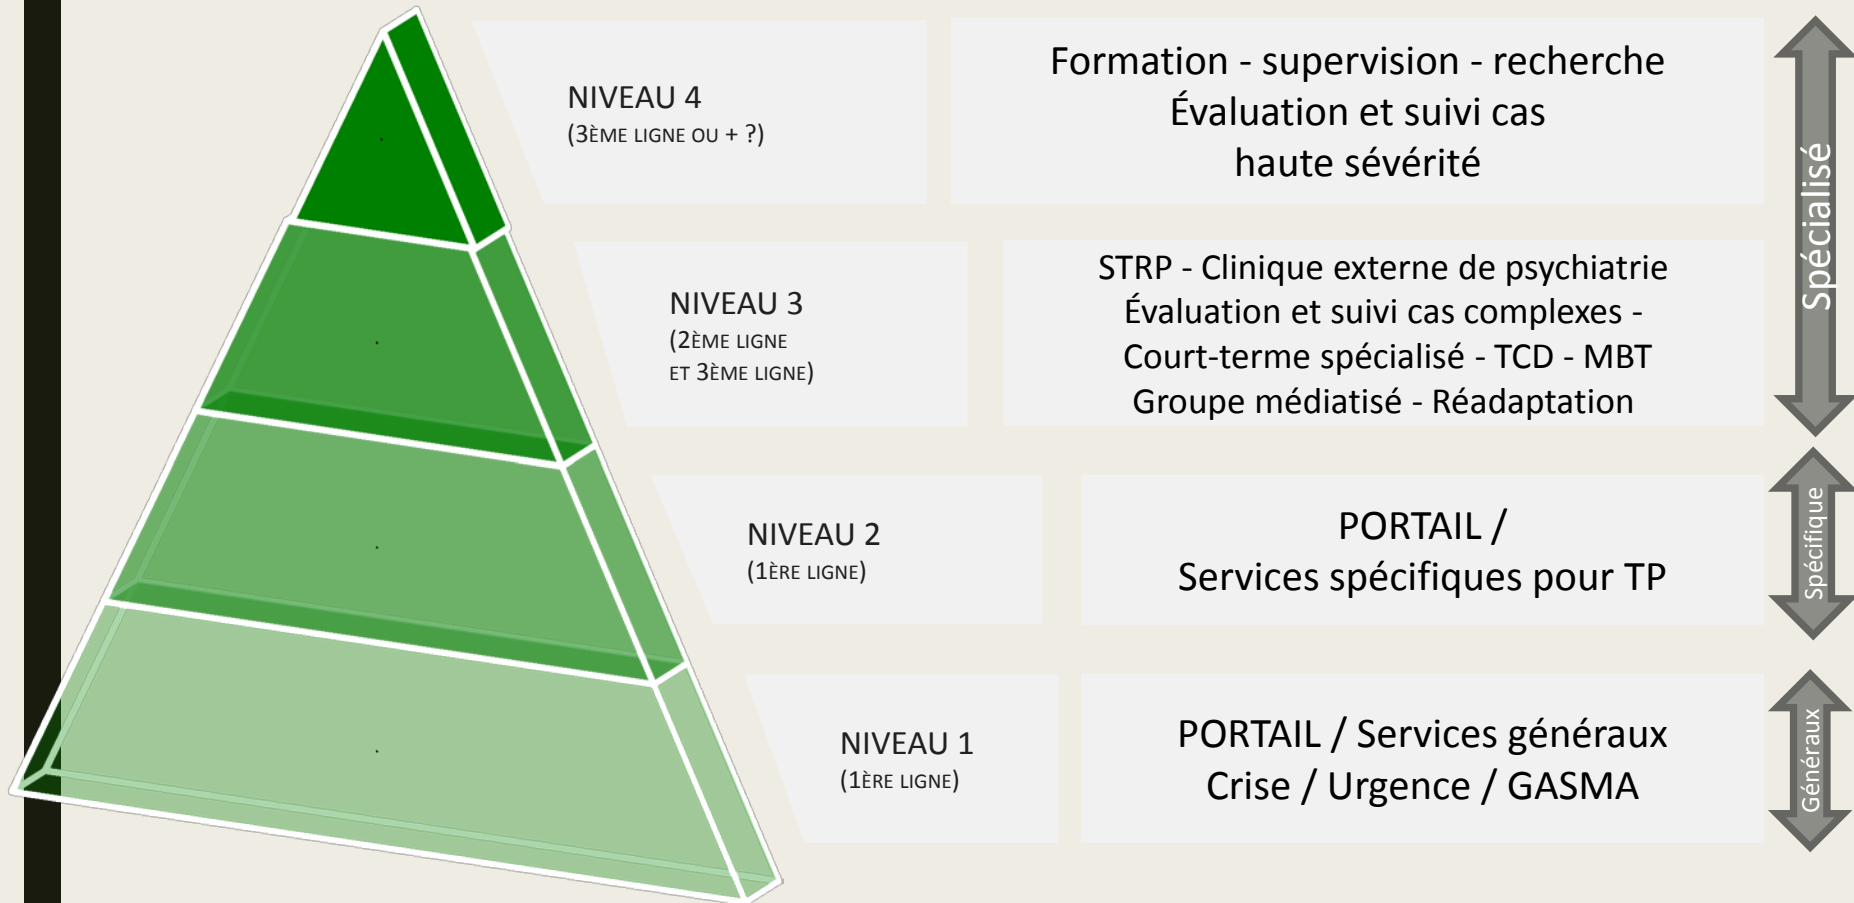 NIVEAU 4
(3ÈME LIGNE OU + ?)
Formation - supervision - recherche
Évaluation et suivi cas
haute sévérité
Spécialisé
NIVEAU 3
(2ÈME LIGNE
ET 3ÈME LIGNE)
STRP - Clinique externe de psychiatrie
Évaluation et suivi cas complexes -
Court-terme spécialisé - TCD - MBT
Groupe médiatisé - Réadaptation
NIVEAU 2
(1ÈRE LIGNE)
PORTAIL /
Services spécifiques pour TP
Spécifique
NIVEAU 1
(1ÈRE LIGNE)
PORTAIL / Services généraux
Crise / Urgence / GASMA
Généraux